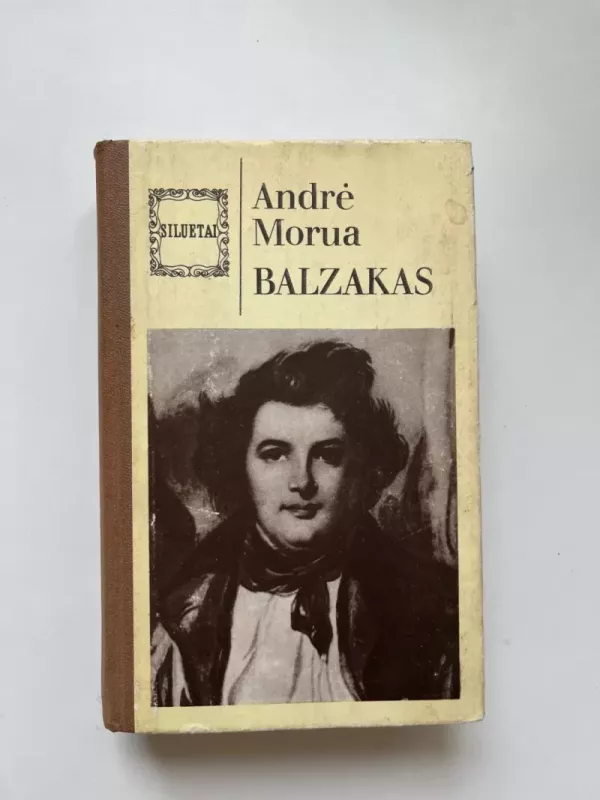 SILUETAI
Andrė
Morua
BALZAKAS